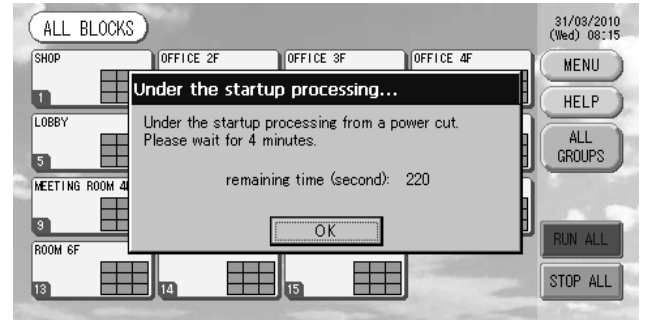 ALL BLOCKS
31/03/2010
(Wed) 08:15
SHOP
OFFICE 2F
OFFICE 3F
OFFICE 4F
MENU
1
HELP
LOBBY
5
ALL
GROUPS
MEETING ROOM
9
Under the startup processing...
Under the startup processing from a power cut.
Please wait for 4 minutes.
remaining time (second): 220
OK
RUN ALL
ROOM 6F
13
14
15
STOP ALL